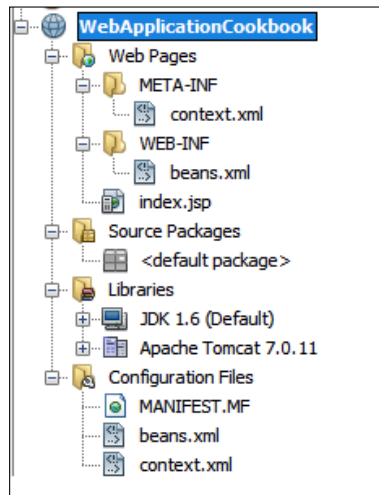 WebApplicationCookbook
Web Pages
META-INF
context.xml
WEB-INF
beans.xml
index.jsp
Source Packages
<default package>
Libraries
JDK 1.6 (Default)
Apache Tomcat 7.0.11
Configuration Files
MANIFEST.MF
beans.xml
context.xml